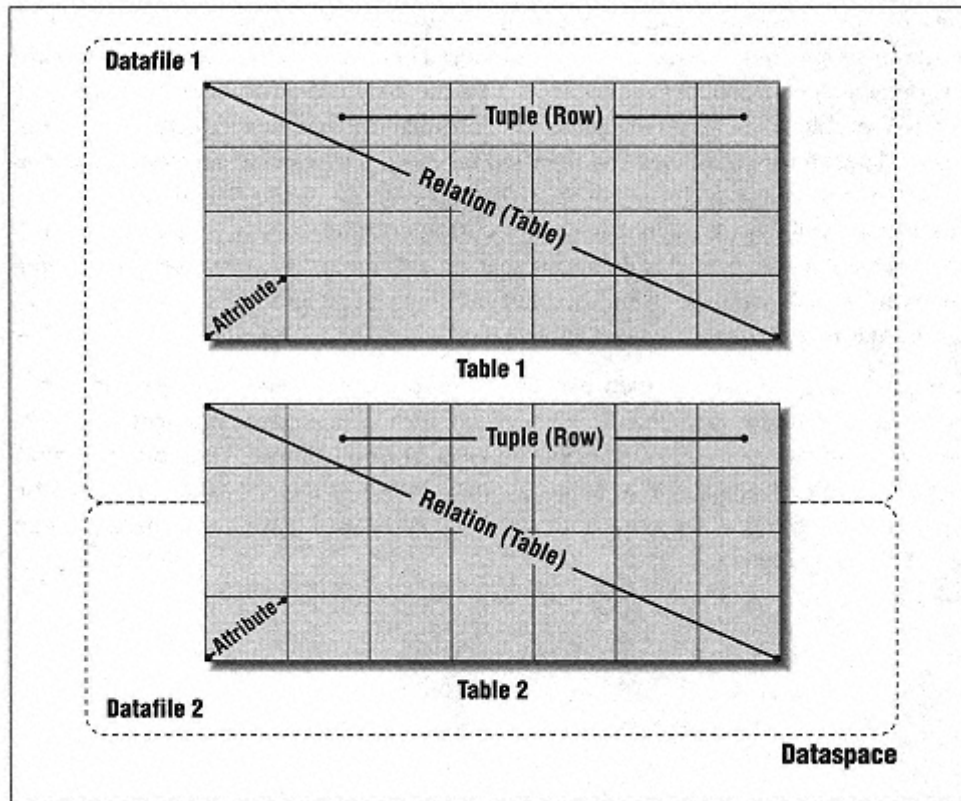 Datafile 1
Tuple (Row)
Relation (Table)
Attribute
Table 1
Tuple (Row)
Relation (Table)
Attribute
Table 2
Datafile 2
Dataspace